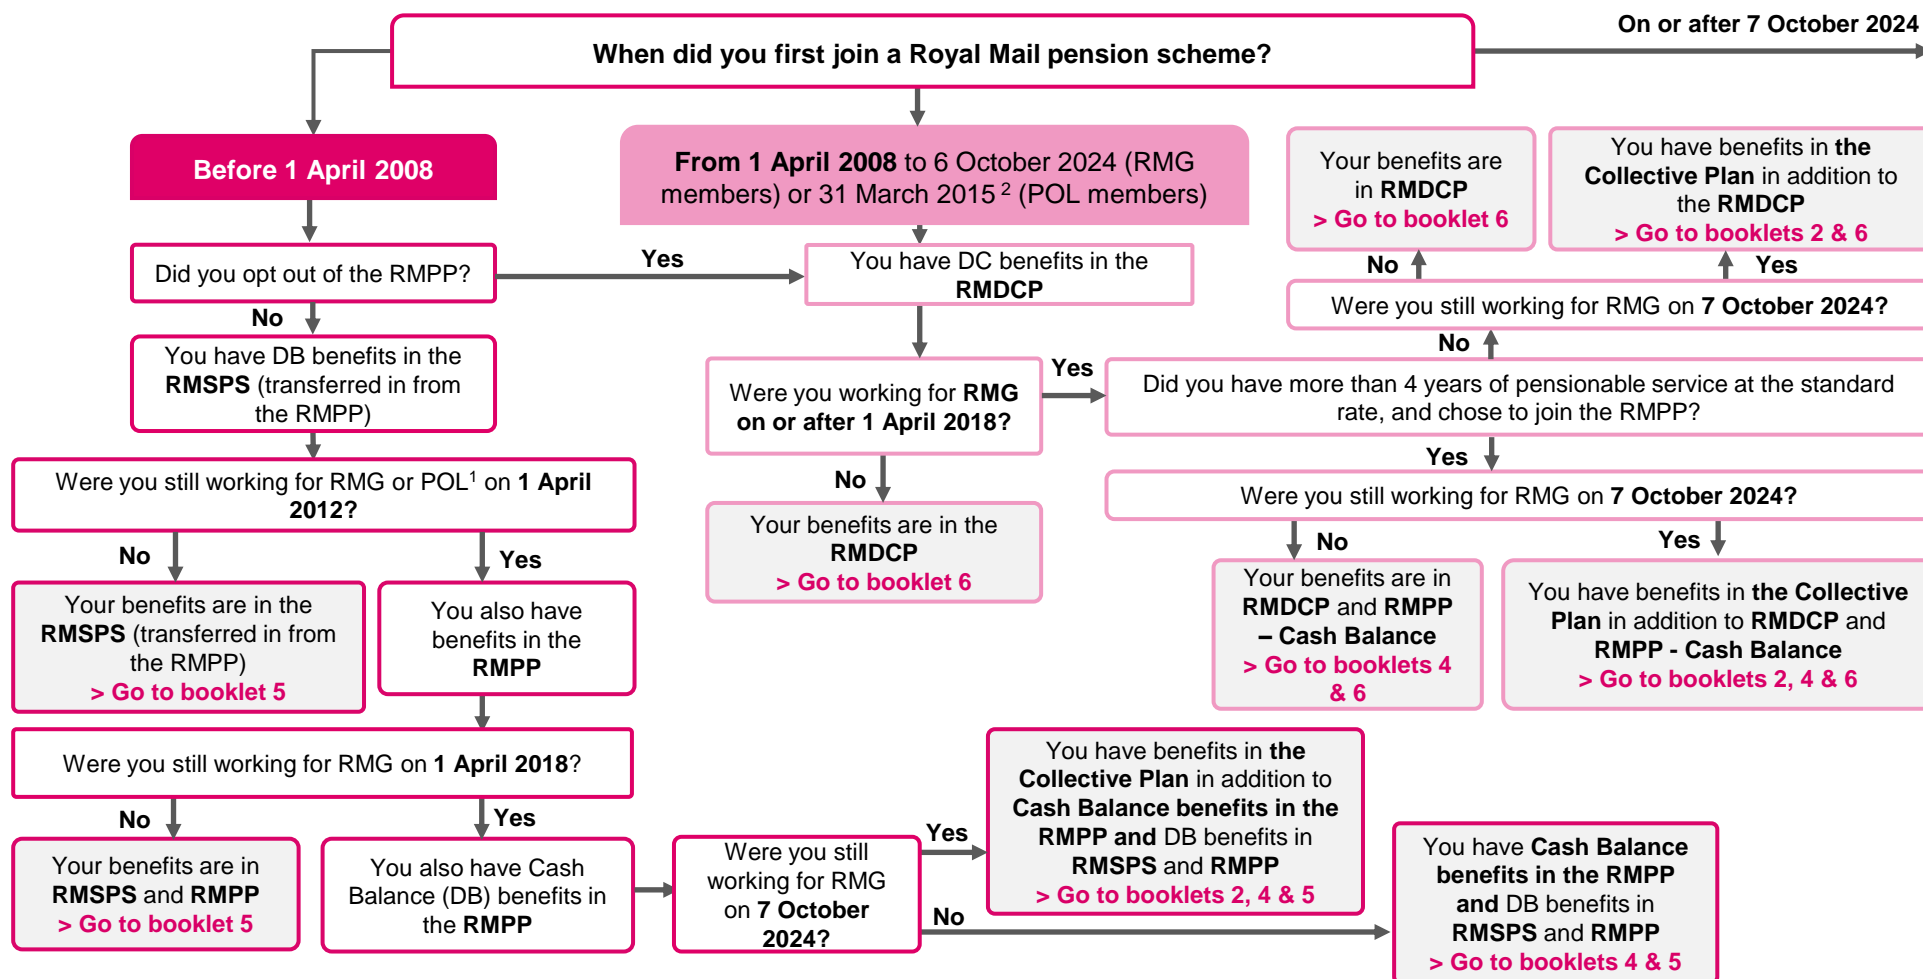 On or after 7 October 2024
When did you first join a Royal Mail pension scheme?
Before 1 April 2008
From 1 April 2008 to 6 October 2024 (RMG
members) or 31 March 2015 ² (POL members)
Your benefits are
in RMDCP
> Go to booklet 6
You have benefits in the
Collective Plan in addition to
the RMDCP
> Go to booklets 2 & 6
Did you opt out of the RMPP?
Yes
You have DC benefits in the
RMDCP
No
Yes
Were you still working for RMG on 7 October 2024?
No
No
You have DB benefits in the
RMSPS (transferred in from
the RMPP)
Were you working for RMG
on or after 1 April 2018?
Yes
Did you have more than 4 years of pensionable service at the standard
rate, and chose to join the RMPP?
Yes
Were you still working for RMG or POL¹ on 1 April
2012?
No
Were you still working for RMG on 7 October 2024?
Your benefits are in the
RMDCP
> Go to booklet 6
No
Yes
No
Yes
Your benefits are in the
RMSPS (transferred in from
the RMPP)
> Go to booklet 5
You also have
benefits in the
RMPP
Your benefits are in
RMDCP and RMPP
– Cash Balance
> Go to booklets 4
& 6
You have benefits in the Collective
Plan in addition to RMDCP and
RMPP - Cash Balance
> Go to booklets 2, 4 & 6
Were you still working for RMG on 1 April 2018?
No
Yes
Your benefits are in
RMSPS and RMPP
> Go to booklet 5
You also have Cash
Balance (DB) benefits in
the RMPP
Were you still
working for RMG
on 7 October
2024?
Yes
You have benefits in the
Collective Plan in addition to
Cash Balance benefits in the
RMPP and DB benefits in
RMSPS and RMPP
> Go to booklets 2, 4 & 5
No
You have Cash Balance
benefits in the RMPP
and DB benefits in
RMSPS and RMPP
> Go to booklets 4 & 5